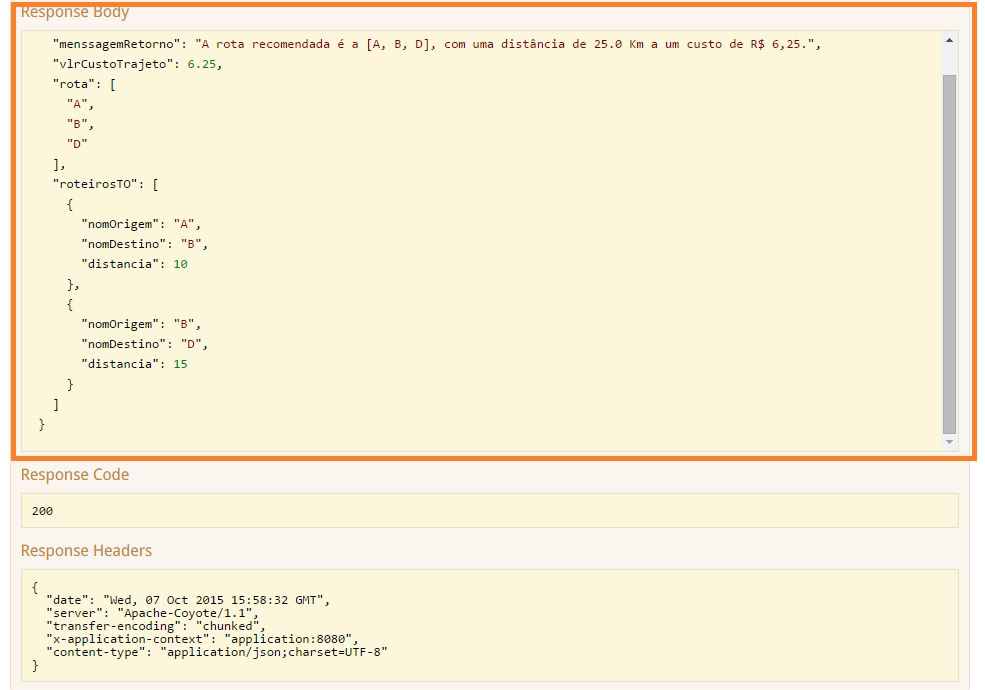 Response Body
"menssagemRetorno": "A rota recomendada é a [A, B, D], com uma distância de 25.0 Km a um custo de R$ 6,25.",
"vlrCustoTrajeto": 6.25,
"rota": [
"A",
"B",
"D"
],
"roteirosTO": [
{
"nomOrigem": "A",
"nomDestino": "B",
"distancia": 10
},
{
"nomOrigem": "B",
"nomDestino": "D",
"distancia": 15
}
]
}
Response Code
200
Response Headers
{
"date": "Wed, 07 Oct 2015 15:58:32 GMT",
"server": "Apache-Coyote/1.1",
"transfer-encoding": "chunked",
"x-application-context": "application:8080",
"content-type": "application/json;charset=UTF-8"
}